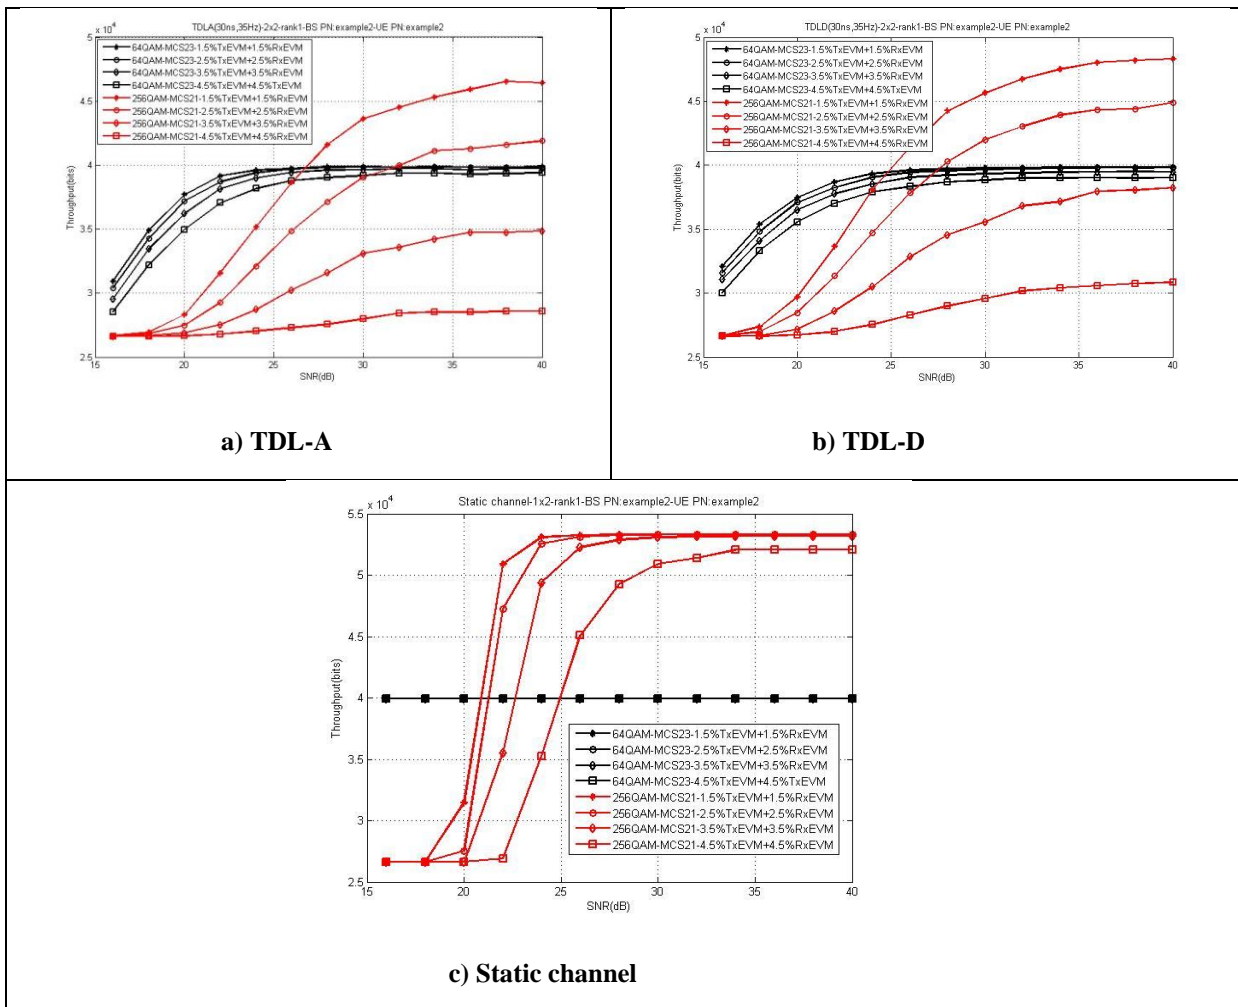 TDLA(30ns,35Hz)-2x2-rank1-BS PN:example2-UE PN:example2
x 10⁴
5
4.5
4
3.5
3
2.5
Throughput(bits)
64QAM-MCS23-1.5%TxEVM+1.5%RxEVM
64QAM-MCS23-2.5%TxEVM+2.5%RxEVM
64QAM-MCS23-3.5%TxEVM+3.5%RxEVM
64QAM-MCS23-4.5%TxEVM+4.5%TxEVM
256QAM-MCS21-1.5%TxEVM+1.5%RxEVM
256QAM-MCS21-2.5%TxEVM+2.5%RxEVM
256QAM-MCS21-3.5%TxEVM+3.5%RxEVM
256QAM-MCS21-4.5%TxEVM+4.5%RxEVM
15 20 25 30 35 40
SNR(dB)
a) TDL-A
TDLD(30ns,35Hz)-2x2-rank1-BS PN:example2-UE PN:example2
x 10⁴
5
4.5
4
3.5
3
2.5
Throughput(bits)
64QAM-MCS23-1.5%TxEVM+1.5%RxEVM
64QAM-MCS23-2.5%TxEVM+2.5%RxEVM
64QAM-MCS23-3.5%TxEVM+3.5%RxEVM
64QAM-MCS23-4.5%TxEVM+4.5%TxEVM
256QAM-MCS21-1.5%TxEVM+1.5%RxEVM
256QAM-MCS21-2.5%TxEVM+2.5%RxEVM
256QAM-MCS21-3.5%TxEVM+3.5%RxEVM
256QAM-MCS21-4.5%TxEVM+4.5%RxEVM
15 20 25 30 35 40
SNR(dB)
b) TDL-D
Static channel-1x2-rank1-BS PN:example2-UE PN:example2
x 10⁴
5.5
5
4.5
4
3.5
3
2.5
Throughput(bits)
64QAM-MCS23-1.5%TxEVM+1.5%RxEVM
64QAM-MCS23-2.5%TxEVM+2.5%RxEVM
64QAM-MCS23-3.5%TxEVM+3.5%RxEVM
64QAM-MCS23-4.5%TxEVM+4.5%TxEVM
256QAM-MCS21-1.5%TxEVM+1.5%RxEVM
256QAM-MCS21-2.5%TxEVM+2.5%RxEVM
256QAM-MCS21-3.5%TxEVM+3.5%RxEVM
256QAM-MCS21-4.5%TxEVM+4.5%RxEVM
15 20 25 30 35 40
SNR(dB)
c) Static channel